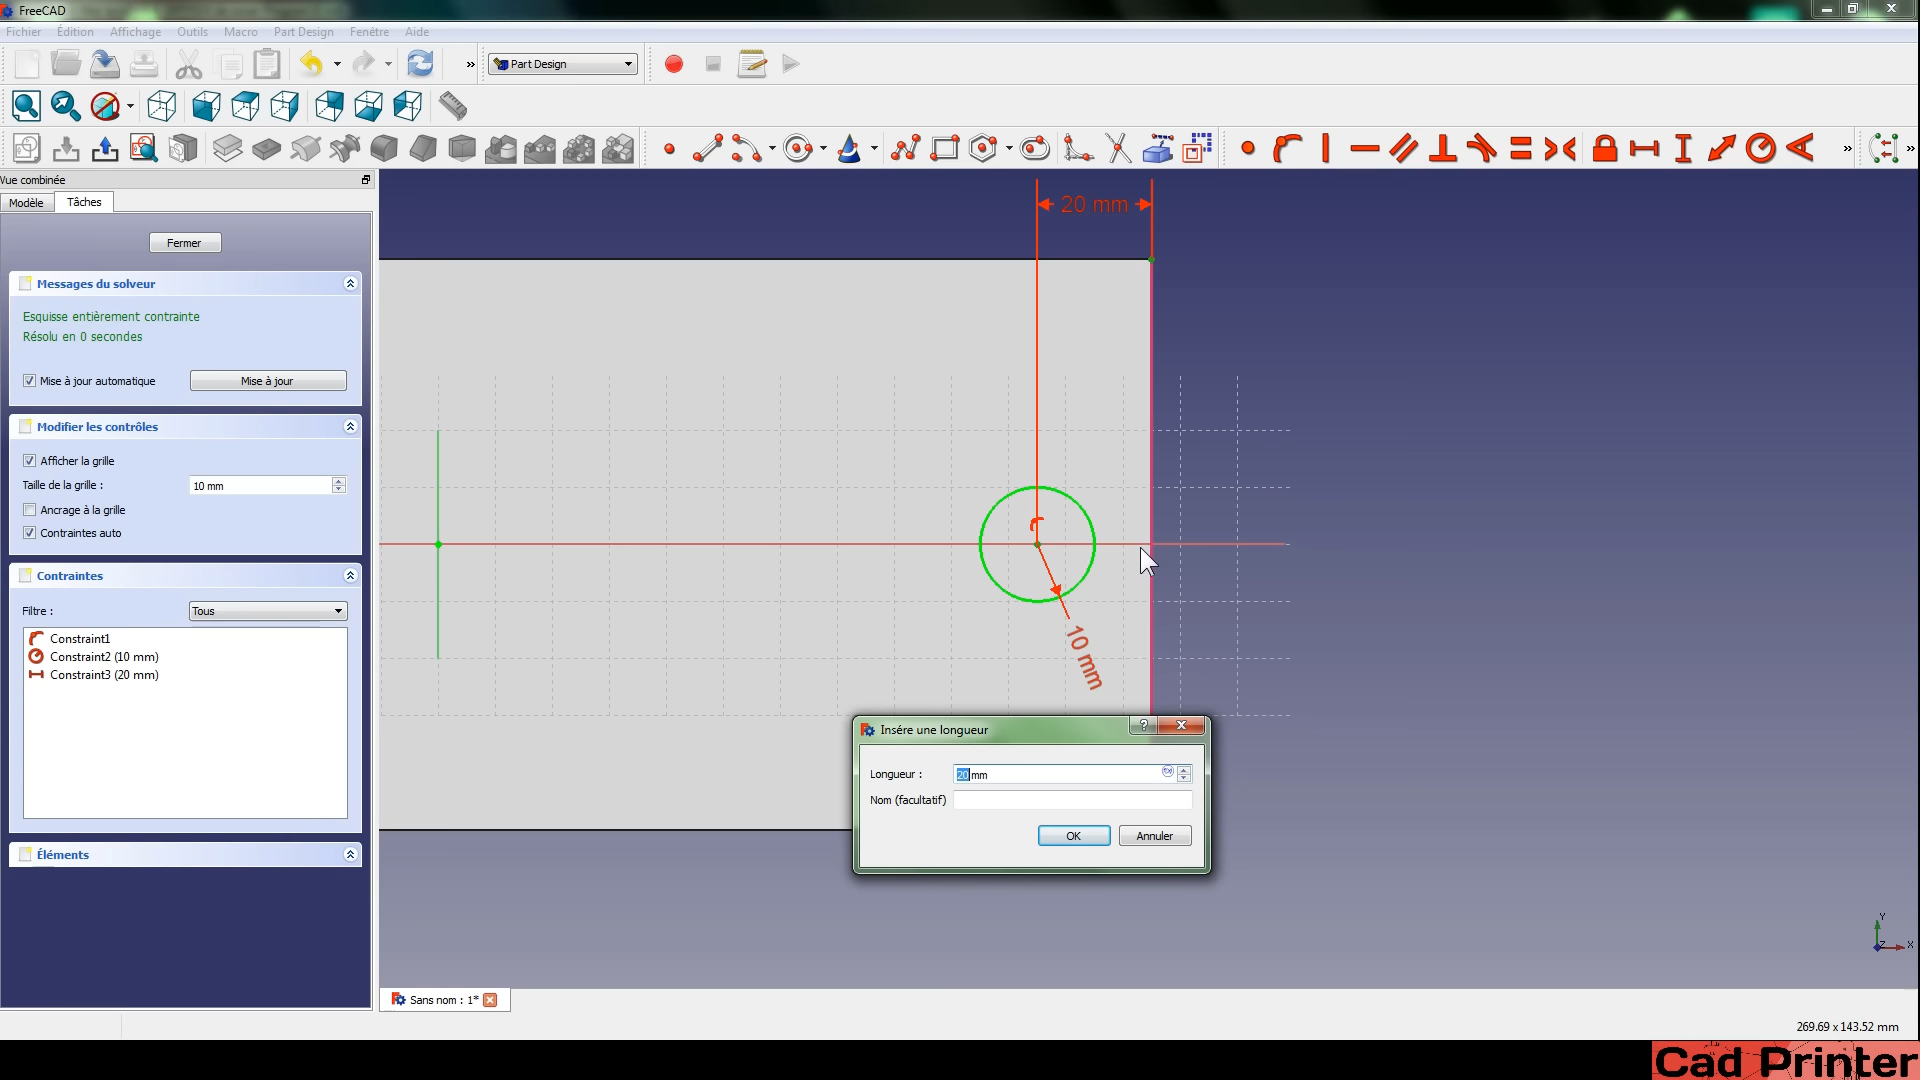 FreeCAD
Fichier Édition Affichage Outils Macro Part Design Fenêtre Aide
» Part Design
» »
Vue combinée
Modèle Tâches
20 mm
Fermer
Messages du solveur
Esquisse entièrement contrainte
Résolu en 0 secondes
Mise à jour automatique Mise à jour
Modifier les contrôles
Afficher la grille
Taille de la grille : 10 mm
Ancrage à la grille
Contraintes auto
Contraintes
Filtre : Tous
Constraint1
Constraint2 (10 mm)
Constraint3 (20 mm)
10 mm
Insére une longueur
Longueur : 20 mm
Nom (facultatif)
OK Annuler
Éléments
Y
Z X
Sans nom : 1*
269.69 x 143.52 mm
Cad Printer